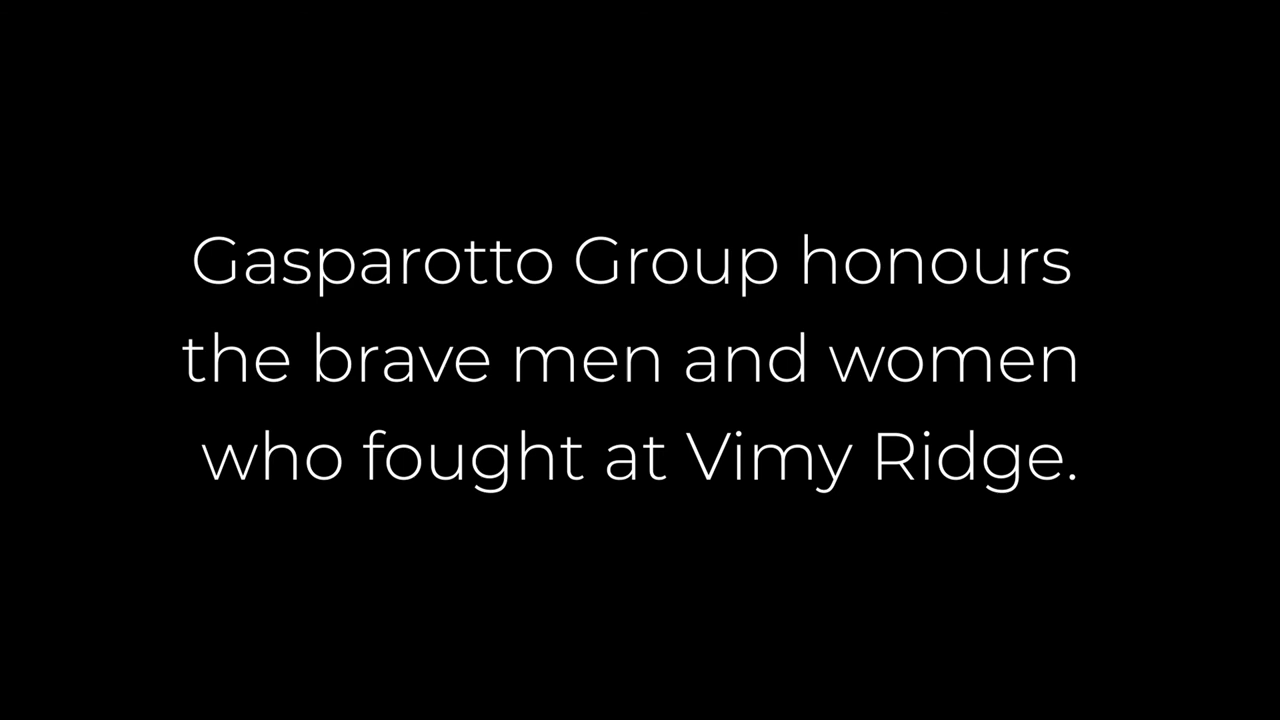 Gasparotto Group honours
the brave men and women
who fought at Vimy Ridge.